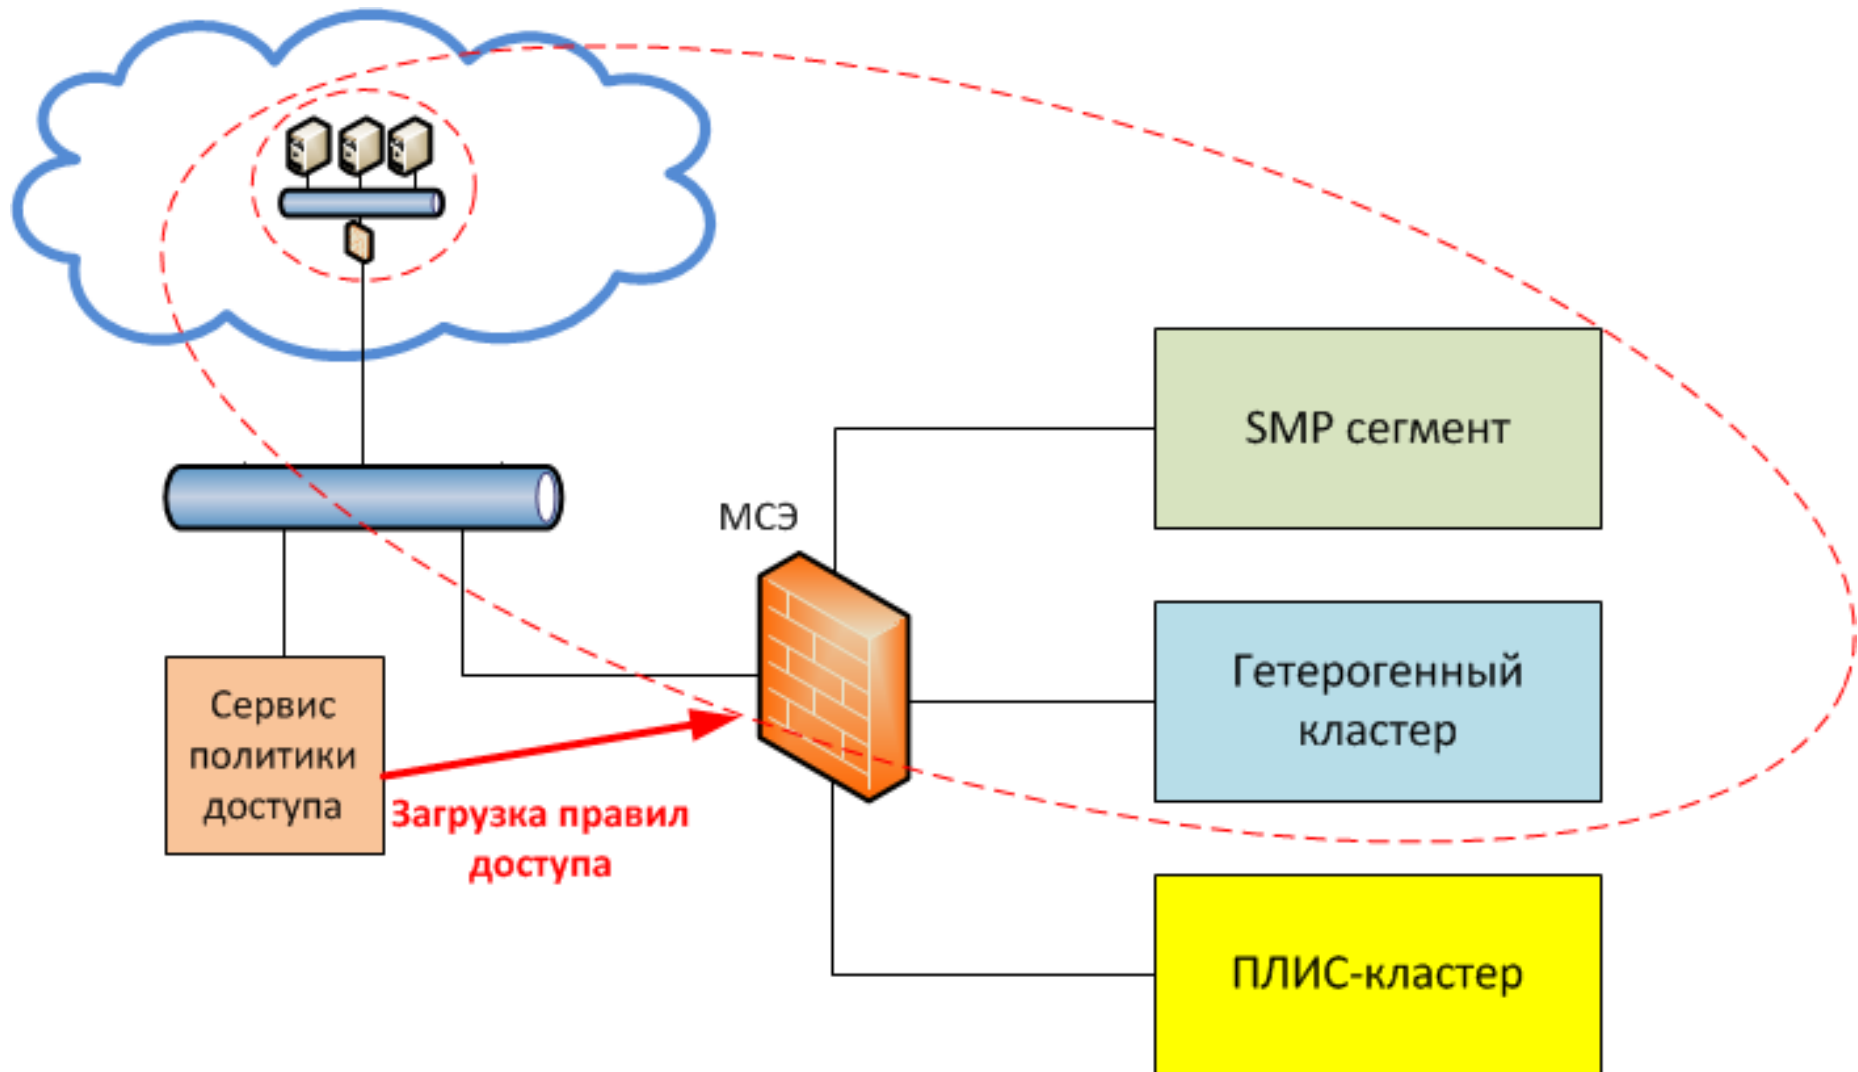 SMP сегмент
МСЭ
Гетерогенный
кластер
Сервис
политики
доступа
Загрузка правил
доступа
ПЛИС-кластер